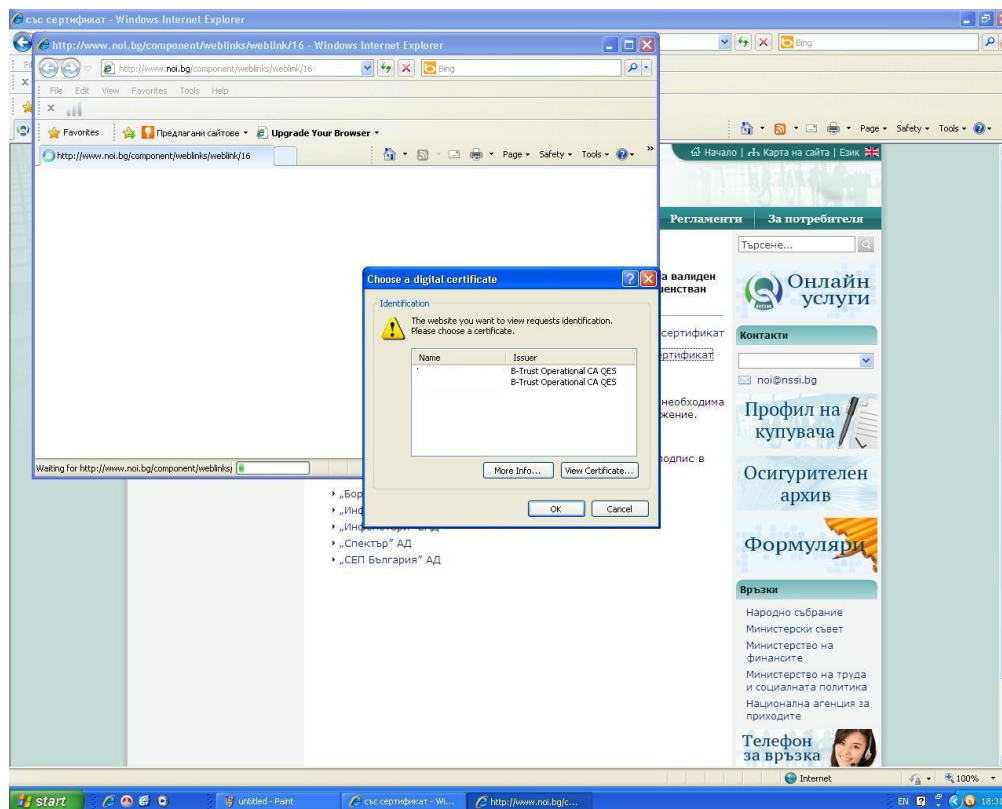 със сертификат - Windows Internet Explorer
http://www.noi.bg/component/weblinks/weblink/16 - Windows Internet Explorer
http://www.noi.bg/component/weblinks/weblink/16
Bing
Bing
File Edit View Favorites Tools Help
Favorites
Предлагани сайтове
Upgrade Your Browser
http://www.noi.bg/component/weblinks/weblink/16
Page Safety Tools
Page Safety Tools
Начало | Карта на сайта | Език
Регламенти
За потребителя
Търсене...
Онлайн
услуги
Контакти
noi@nssi.bg
Профил на
купувача
Осигурителен
архив
Формуляри
Връзки
Народно събрание
Министерски съвет
Министерство на
финансите
Министерство на труда
и социалната политика
Национална агенция за
приходите
Телефон
за връзка
а валиден
сертификат
необходима
подпис в
Choose a digital certificate
Identification
The website you want to view requests identification.
Please choose a certificate.
Name Issuer
B-Trust Operational CA QES
B-Trust Operational CA QES
More Info... View Certificate...
OK Cancel
Waiting for http://www.noi.bg/component/weblinks/
„Спектър" АД
„СЕП България" АД
Internet
100%
start
untitled - Paint
със сертификат - Wi...
http://www.noi.bg/c...
EN